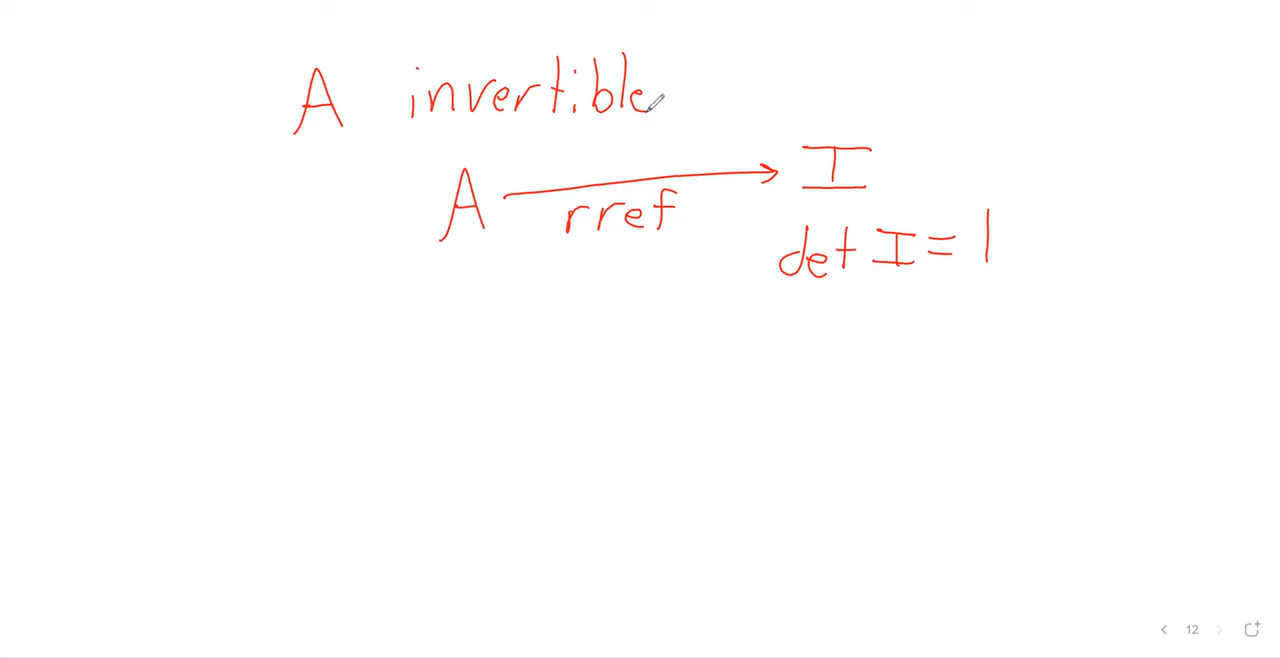 A invertible
A → I
rref
det I = 1
12